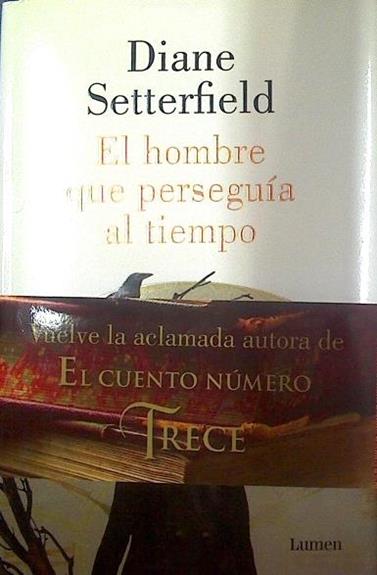 Diane
Setterfield
El hombre
que perseguía
al tiempo
Vuelve la aclamada autora de
EL CUENTO NÚMERO
TRECE
Lumen